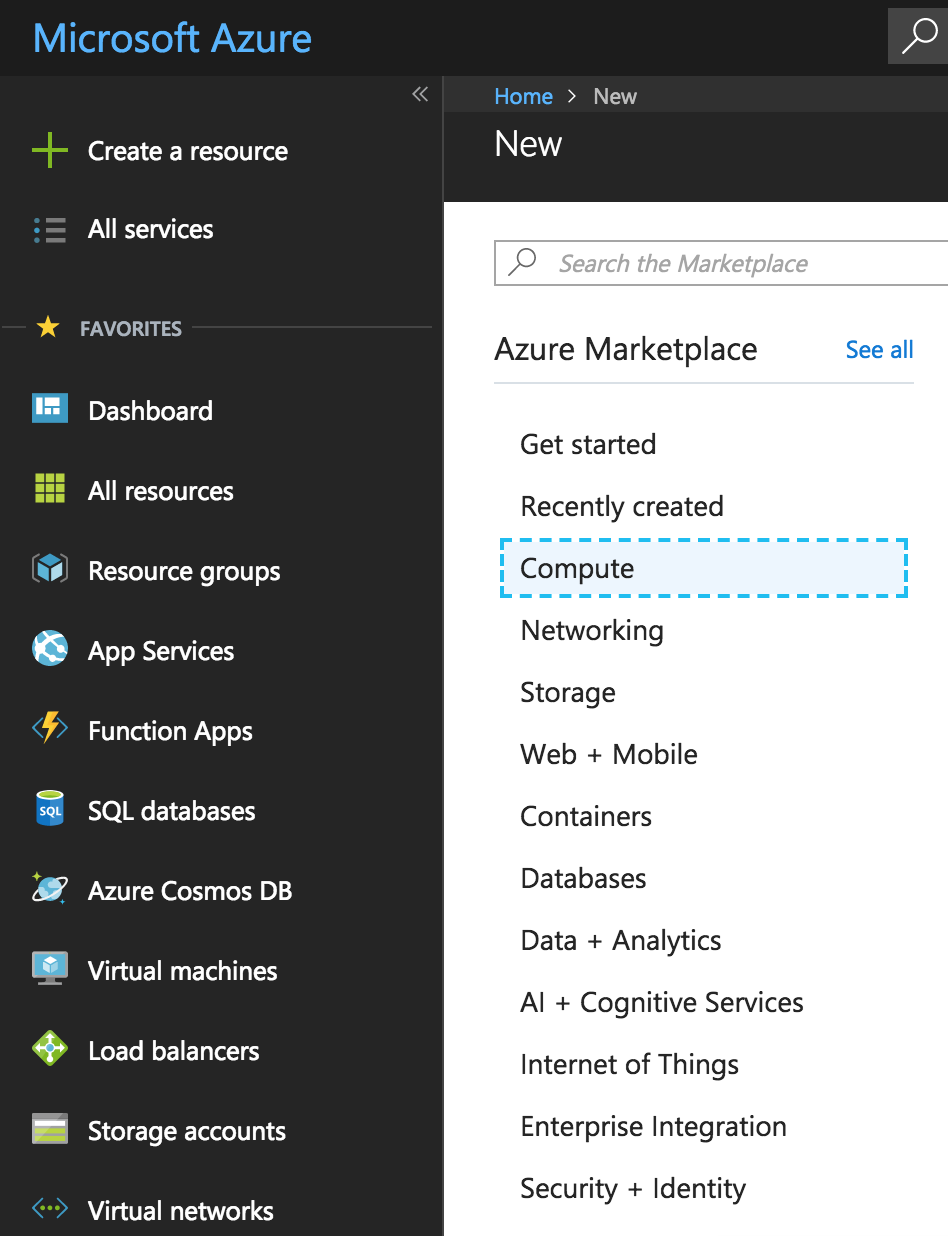 Microsoft Azure
Create a resource
All services
FAVORITES
Dashboard
All resources
Resource groups
App Services
Function Apps
SQL
SQL databases
Azure Cosmos DB
Virtual machines
Load balancers
Storage accounts
Virtual networks
Home > New
New
Search the Marketplace
Azure Marketplace See all
Get started
Recently created
Compute
Networking
Storage
Web + Mobile
Containers
Databases
Data + Analytics
AI + Cognitive Services
Internet of Things
Enterprise Integration
Security + Identity